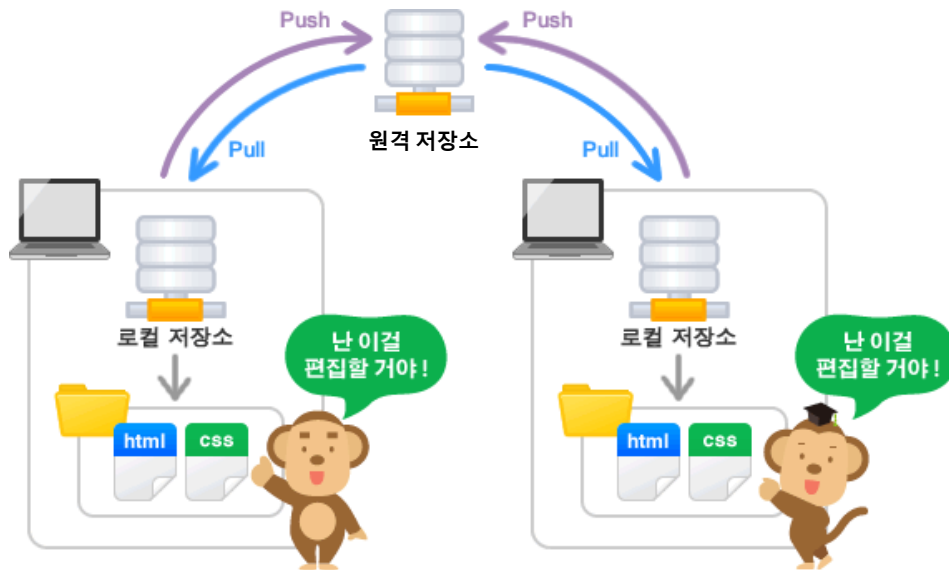 Push
Push
Pull
원격 저장소
Pull
로컬 저장소
난 이걸
편집할 거야 !
html
css
로컬 저장소
난 이걸
편집할 거야 !
html
css